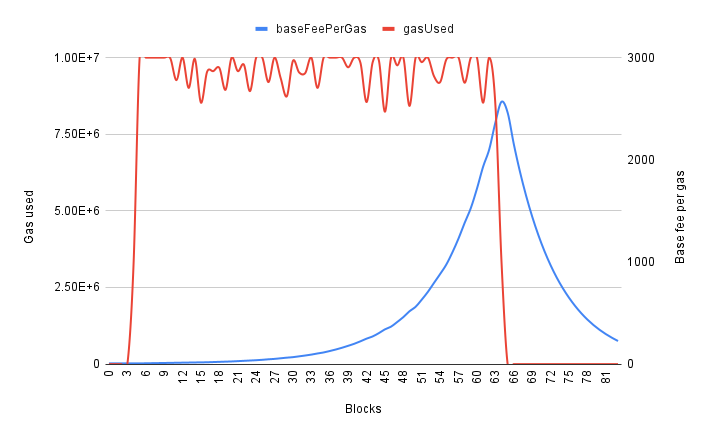 baseFeePerGas gasUsed
1.00E+7 3000
7.50E+6
2000
5.00E+6
1000
2.50E+6
0 0
Gas used
Base fee per gas
0 3 6 9 12 15 18 21 24 27 30 33 36 39 42 45 48 51 54 57 60 63 66 69 72 75 78 81
Blocks